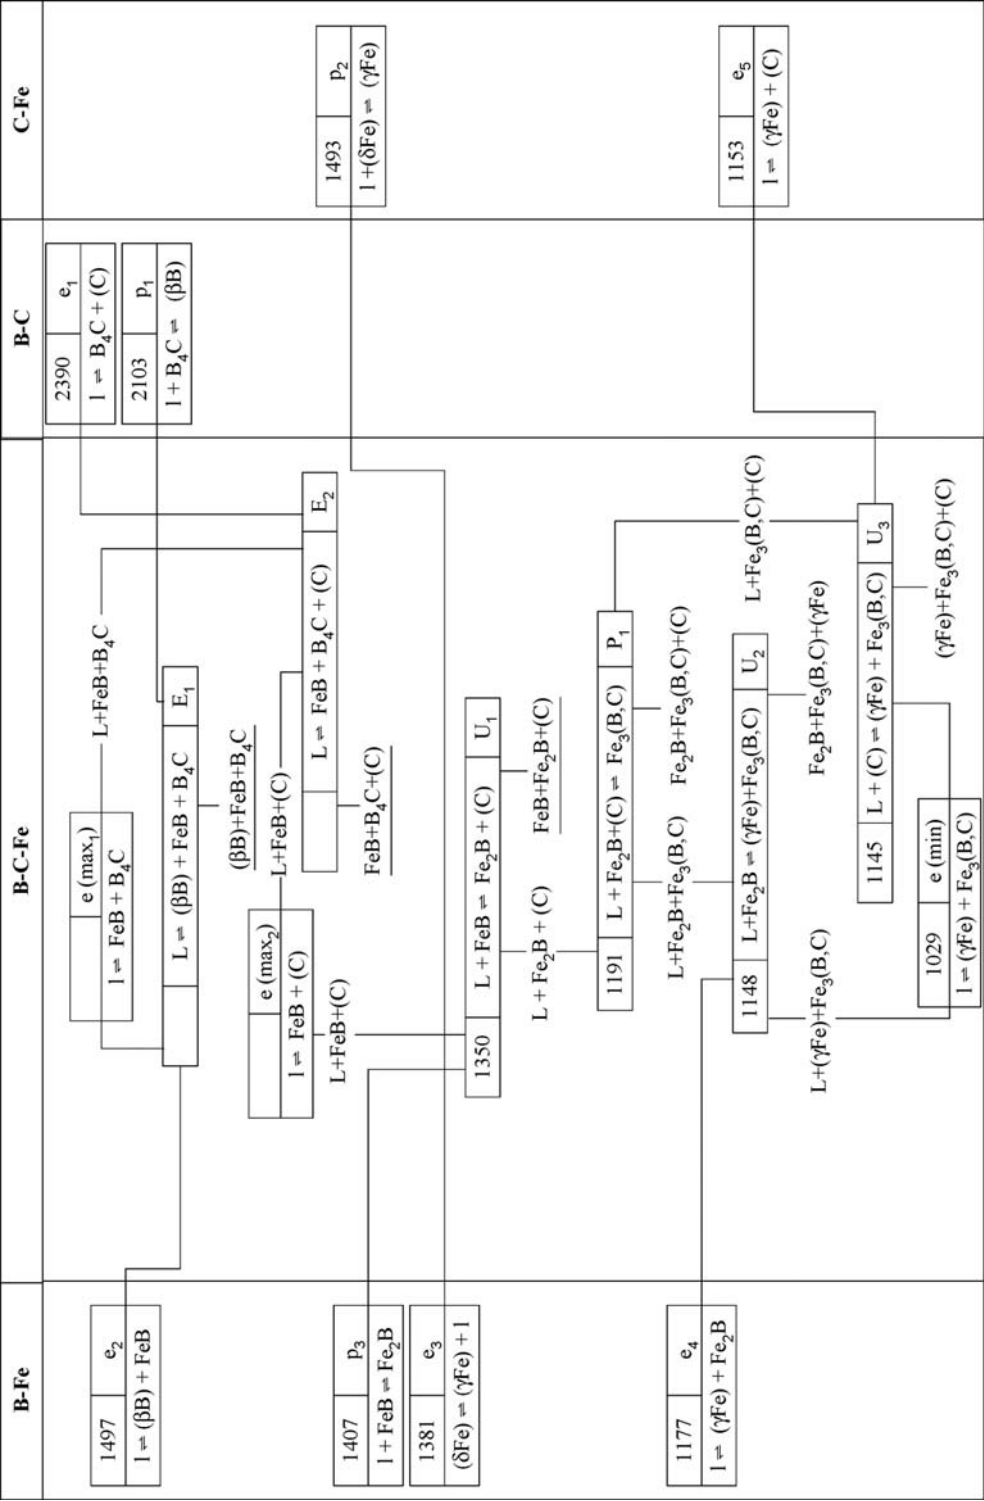 B-Fe
B-C-Fe
B-C
C-Fe
2390 e₁
l ⇌ B₄C + (C)
e (max₁)
l ⇌ FeB + B₄C
L+FeB+B₄C
1497 e₂
l ⇌ (βB) + FeB
2103 p₁
l + B₄C ⇌ (βB)
L ⇌ (βB) + FeB + B₄C E₁
(βB)+FeB+B₄C
e (max₂)
l ⇌ FeB + (C)
L+FeB+(C)
L ⇌ FeB + B₄C + (C) E₂
1493 p₂
l +(δFe) ⇌ (γFe)
L+FeB+(C)
FeB+B₄C+(C)
1407 p₃
l + FeB ⇌ Fe₂B
1381 e₃
(δFe) ⇌ (γFe) + l
1350 L + FeB ⇌ Fe₂B + (C) U₁
L + Fe₂B + (C)
FeB+Fe₂B+(C)
1191 L + Fe₂B+(C) ⇌ Fe₃(B,C) P₁
L+Fe₂B+Fe₃(B,C)
Fe₂B+Fe₃(B,C)+(C)
1177 e₄
l ⇌ (γFe) + Fe₂B
1148 L+Fe₂B ⇌ (γFe)+Fe₃(B,C) U₂
L+Fe₃(B,C)+(C)
1153 e₅
l ⇌ (γFe) + (C)
L+(γFe)+Fe₃(B,C)
Fe₂B+Fe₃(B,C)+(γFe)
1145 L + (C) ⇌ (γFe) + Fe₃(B,C) U₃
1029 e (min)
l ⇌ (γFe) + Fe₃(B,C)
(γFe)+Fe₃(B,C)+(C)